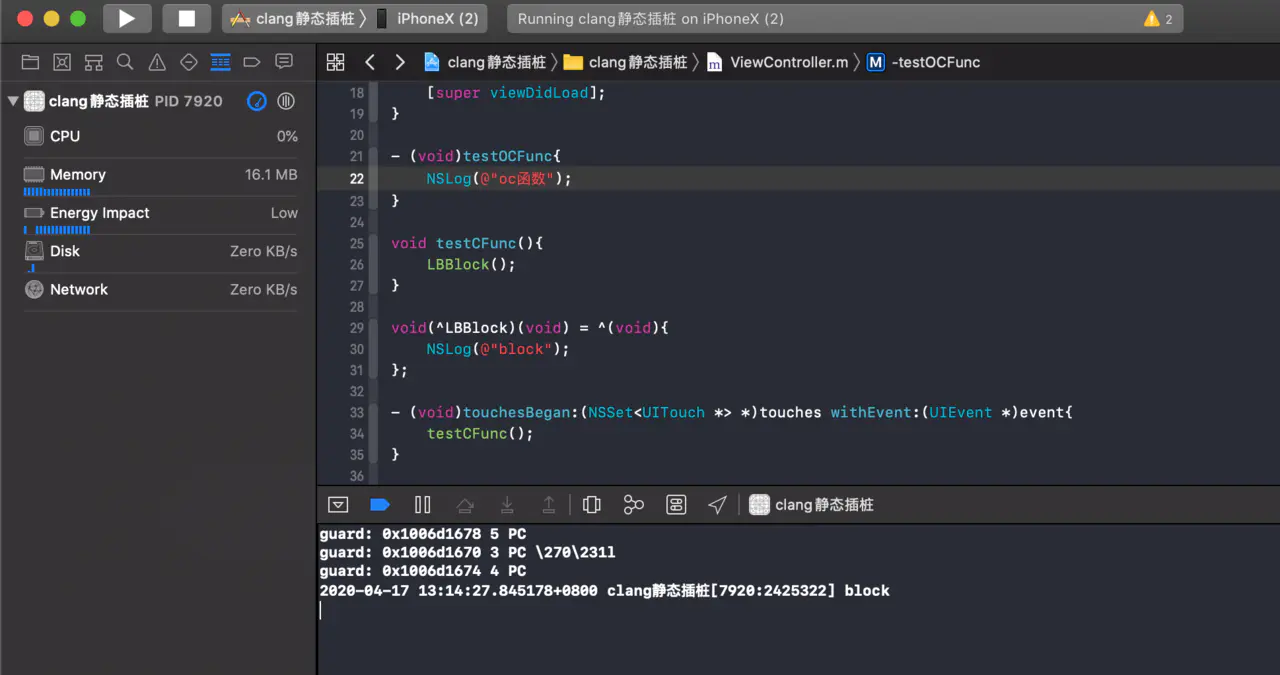 clang静态插桩 〉 iPhoneX (2)
Running clang静态插桩 on iPhoneX (2)
2
clang静态插桩 〉 clang静态插桩 〉 ViewController.m 〉 M -testOCFunc
clang静态插桩 PID 7920
CPU 0%
Memory 16.1 MB
Energy Impact Low
Disk Zero KB/s
Network Zero KB/s
18 [super viewDidLoad];
19 }
20
21 - (void)testOCFunc{
22 NSLog(@"oc函数");
23 }
24
25 void testCFunc(){
26 LBBlock();
27 }
28
29 void(^LBBlock)(void) = ^(void){
30 NSLog(@"block");
31 };
32
33 - (void)touchesBegan:(NSSet<UITouch *> *)touches withEvent:(UIEvent *)event{
34 testCFunc();
35 }
36
clang静态插桩
guard: 0x1006d1678 5 PC
guard: 0x1006d1670 3 PC \270\231l
guard: 0x1006d1674 4 PC
2020-04-17 13:14:27.845178+0800 clang静态插桩[7920:2425322] block